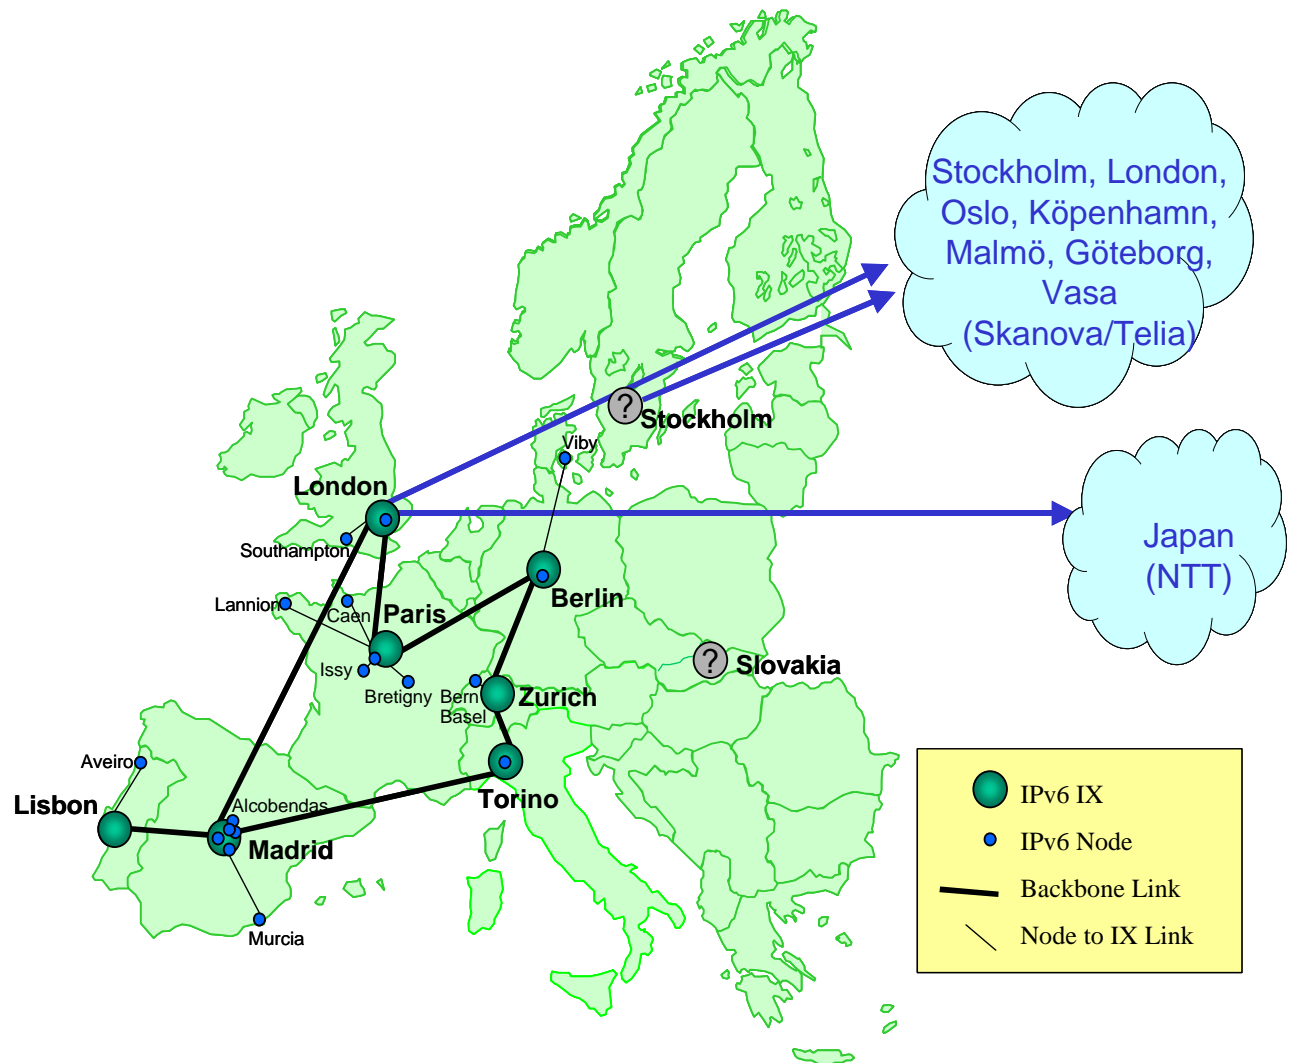 Stockholm, London,
Oslo, Köpenhamn,
Malmö, Göteborg,
Vasa
(Skanova/Telia)
?
Stockholm
Viby
London
Southampton
Japan
(NTT)
Lannion
Caen
Paris
Berlin
Issy
Bretigny
Bern
Basel
Zurich
?
Slovakia
Aveiro
Lisbon
Alcobendas
Madrid
Torino
Murcia
IPv6 IX
IPv6 Node
Backbone Link
Node to IX Link